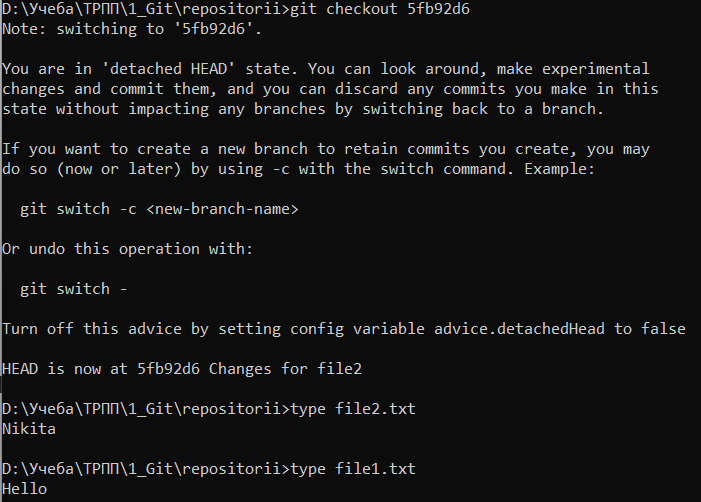 D:\Учеба\ТРПП\1_Git\repositorii>git checkout 5fb92d6
Note: switching to '5fb92d6'.
You are in 'detached HEAD' state. You can look around, make experimental
changes and commit them, and you can discard any commits you make in this
state without impacting any branches by switching back to a branch.
If you want to create a new branch to retain commits you create, you may
do so (now or later) by using -c with the switch command. Example:
git switch -c <new-branch-name>
Or undo this operation with:
git switch -
Turn off this advice by setting config variable advice.detachedHead to false
HEAD is now at 5fb92d6 Changes for file2
D:\Учеба\ТРПП\1_Git\repositorii>type file2.txt
Nikita
D:\Учеба\ТРПП\1_Git\repositorii>type file1.txt
Hello